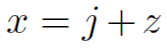 x = j + z